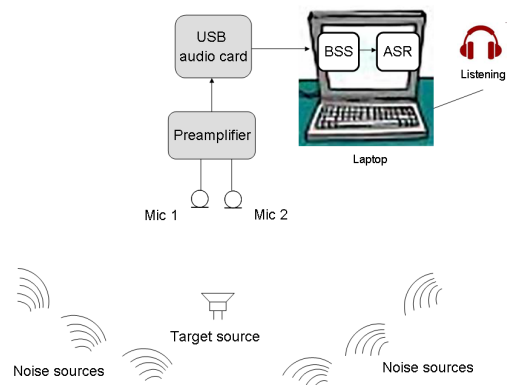 USB
audio card
BSS
ASR
Listening
Preamplifier
Laptop
Mic 1
Mic 2
Target source
Noise sources
Noise sources